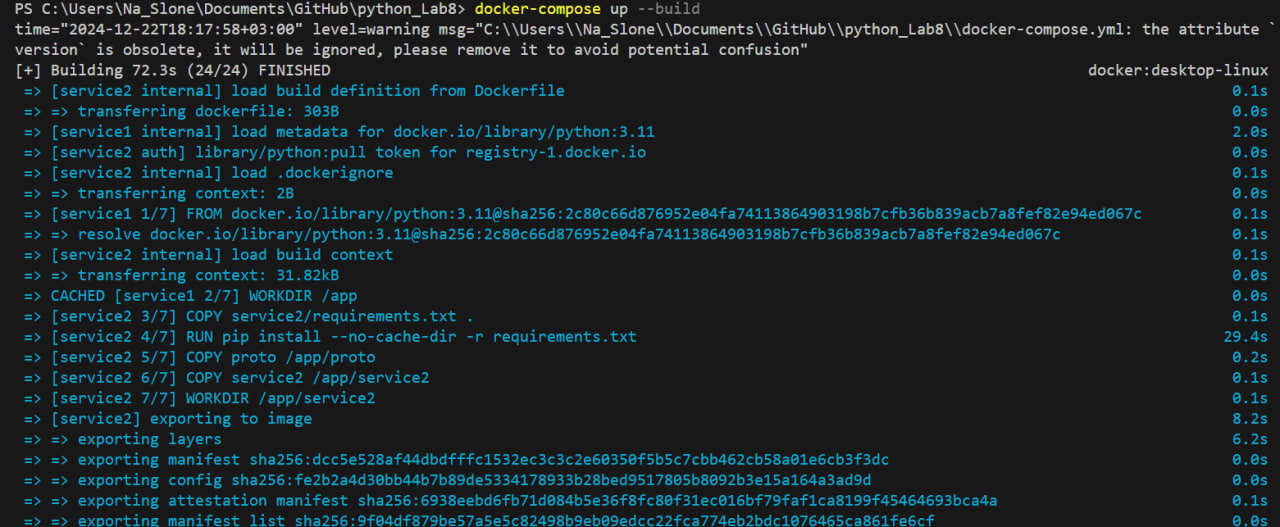 PS C:\Users\Na_Slone\Documents\GitHub\python_Lab8> docker-compose up --build
time="2024-12-22T18:17:58+03:00" level=warning msg="C:\\Users\\Na_Slone\\Documents\\GitHub\\python_Lab8\\docker-compose.yml: the attribute `
version` is obsolete, it will be ignored, please remove it to avoid potential confusion"
[+] Building 72.3s (24/24) FINISHED docker:desktop-linux
=> [service2 internal] load build definition from Dockerfile 0.1s
=> => transferring dockerfile: 303B 0.0s
=> [service1 internal] load metadata for docker.io/library/python:3.11 2.0s
=> [service2 auth] library/python:pull token for registry-1.docker.io 0.0s
=> [service2 internal] load .dockerignore 0.1s
=> => transferring context: 2B 0.0s
=> [service1 1/7] FROM docker.io/library/python:3.11@sha256:2c80c66d876952e04fa74113864903198b7cfb36b839acb7a8fef82e94ed067c 0.1s
=> => resolve docker.io/library/python:3.11@sha256:2c80c66d876952e04fa74113864903198b7cfb36b839acb7a8fef82e94ed067c 0.1s
=> [service2 internal] load build context 0.1s
=> => transferring context: 31.82kB 0.0s
=> CACHED [service1 2/7] WORKDIR /app 0.0s
=> [service2 3/7] COPY service2/requirements.txt . 0.1s
=> [service2 4/7] RUN pip install --no-cache-dir -r requirements.txt 29.4s
=> [service2 5/7] COPY proto /app/proto 0.2s
=> [service2 6/7] COPY service2 /app/service2 0.1s
=> [service2 7/7] WORKDIR /app/service2 0.1s
=> [service2] exporting to image 8.2s
=> => exporting layers 6.2s
=> => exporting manifest sha256:dcc5e528af44dbdfffc1532ec3c3c2e60350f5b5c7cbb462cb58a01e6cb3f3dc 0.0s
=> => exporting config sha256:fe2b2a4d30bb44b7b89de5334178933b28bed9517805b8092b3e15a164a3ad9d 0.0s
=> => exporting attestation manifest sha256:6938eebd6fb71d084b5e36f8fc80f31ec016bf79faf1ca8199f45464693bca4a 0.1s
=> => exporting manifest list sha256:9f04df879be57a5e5c82498b9eb09edcc22fca774eb2bdc1076465ca861fe6cf 0.0s